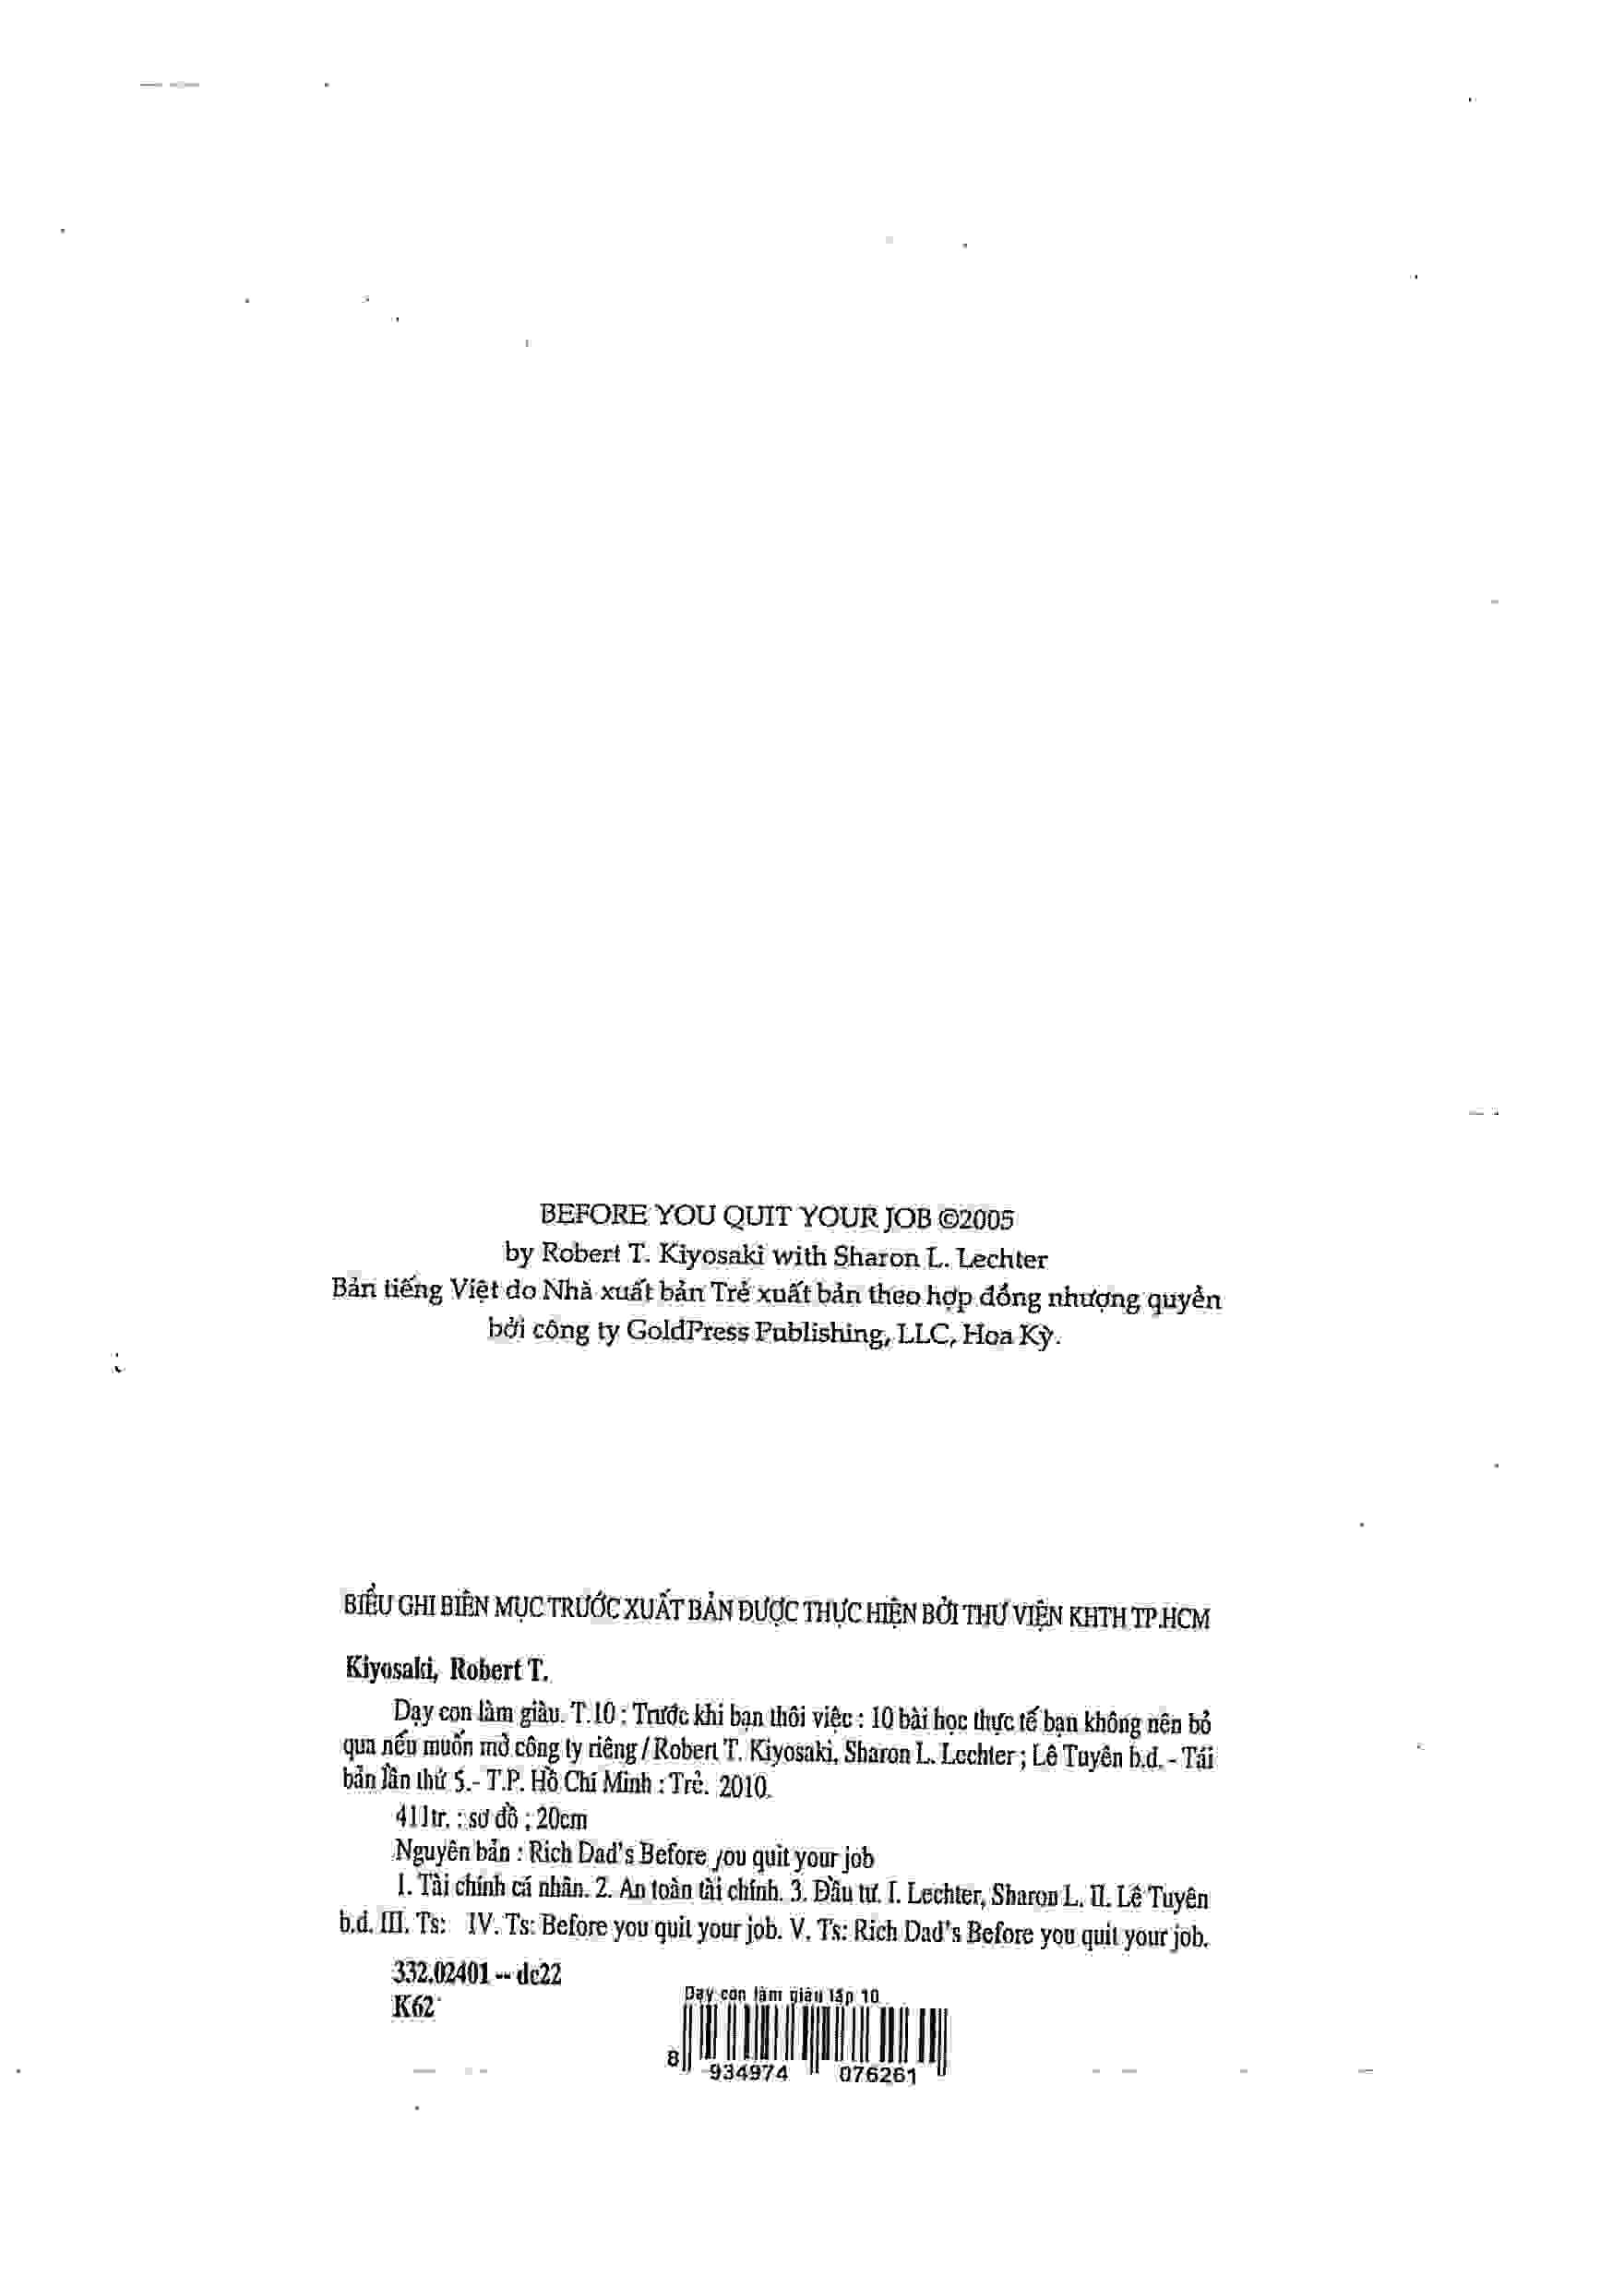 BEFORE YOU QUIT YOUR JOB ©2005
by Robert T. Kiyosaki with Sharon L. Lechter
Bản tiếng Việt do Nhà xuất bản Trẻ xuất bản theo hợp đồng nhượng quyền
bởi công ty GoldPress Publishing, LLC, Hoa Kỳ.
BIỂU GHI BIÊN MỤC TRƯỚC XUẤT BẢN ĐƯỢC THỰC HIỆN BỞI THƯ VIỆN KHTH TP.HCM
Kiyosaki, Robert T.
Dạy con làm giàu. T.10 : Trước khi bạn thôi việc : 10 bài học thực tế bạn không nên bỏ
qua nếu muốn mở công ty riêng / Robert T. Kiyosaki, Sharon L. Lechter ; Lê Tuyên b.d. - Tái
bản lần thứ 5.- T.P. Hồ Chí Minh : Trẻ. 2010.
411tr. : sơ đồ ; 20cm
Nguyên bản : Rich Dad's Before you quit your job
1. Tài chính cá nhân. 2. An toàn tài chính. 3. Đầu tư. I. Lechter, Sharon L. II. Lê Tuyên
b.d. III. Ts: IV. Ts: Before you quit your job. V. Ts: Rich Dad's Before you quit your job.
332.02401 -- dc22
K62
Dạy con làm giàu tập 10
8 934974 076261